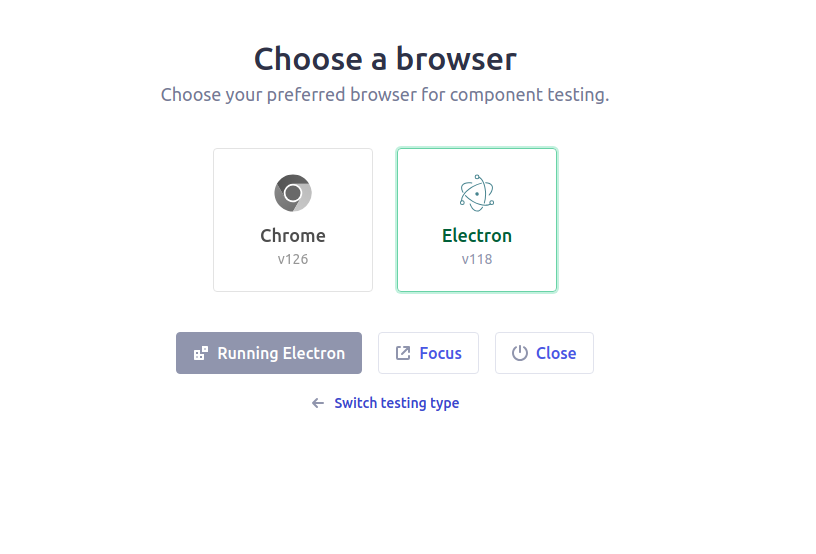 Choose a browser
Choose your preferred browser for component testing.
Chrome
v126
Electron
v118
Running Electron
Focus
Close
Switch testing type